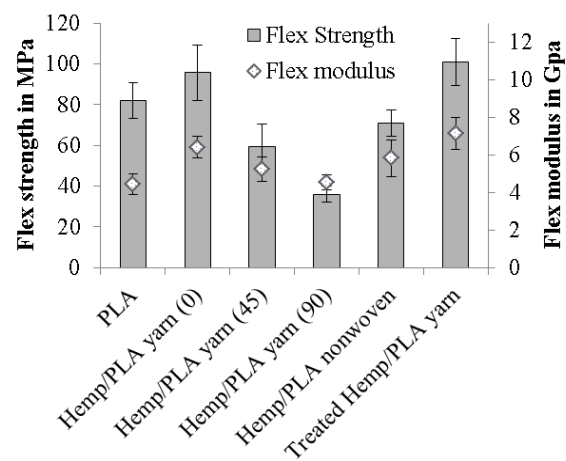 Flex strength in MPa
120
100
80
60
40
20
0
Flex Strength
Flex modulus
12
10
8
6
4
2
0
Flex modulus in Gpa
PLA
Hemp/PLA yarn (0)
Hemp/PLA yarn (45)
Hemp/PLA yarn (90)
Hemp/PLA nonwoven
Treated Hemp/PLA yarn